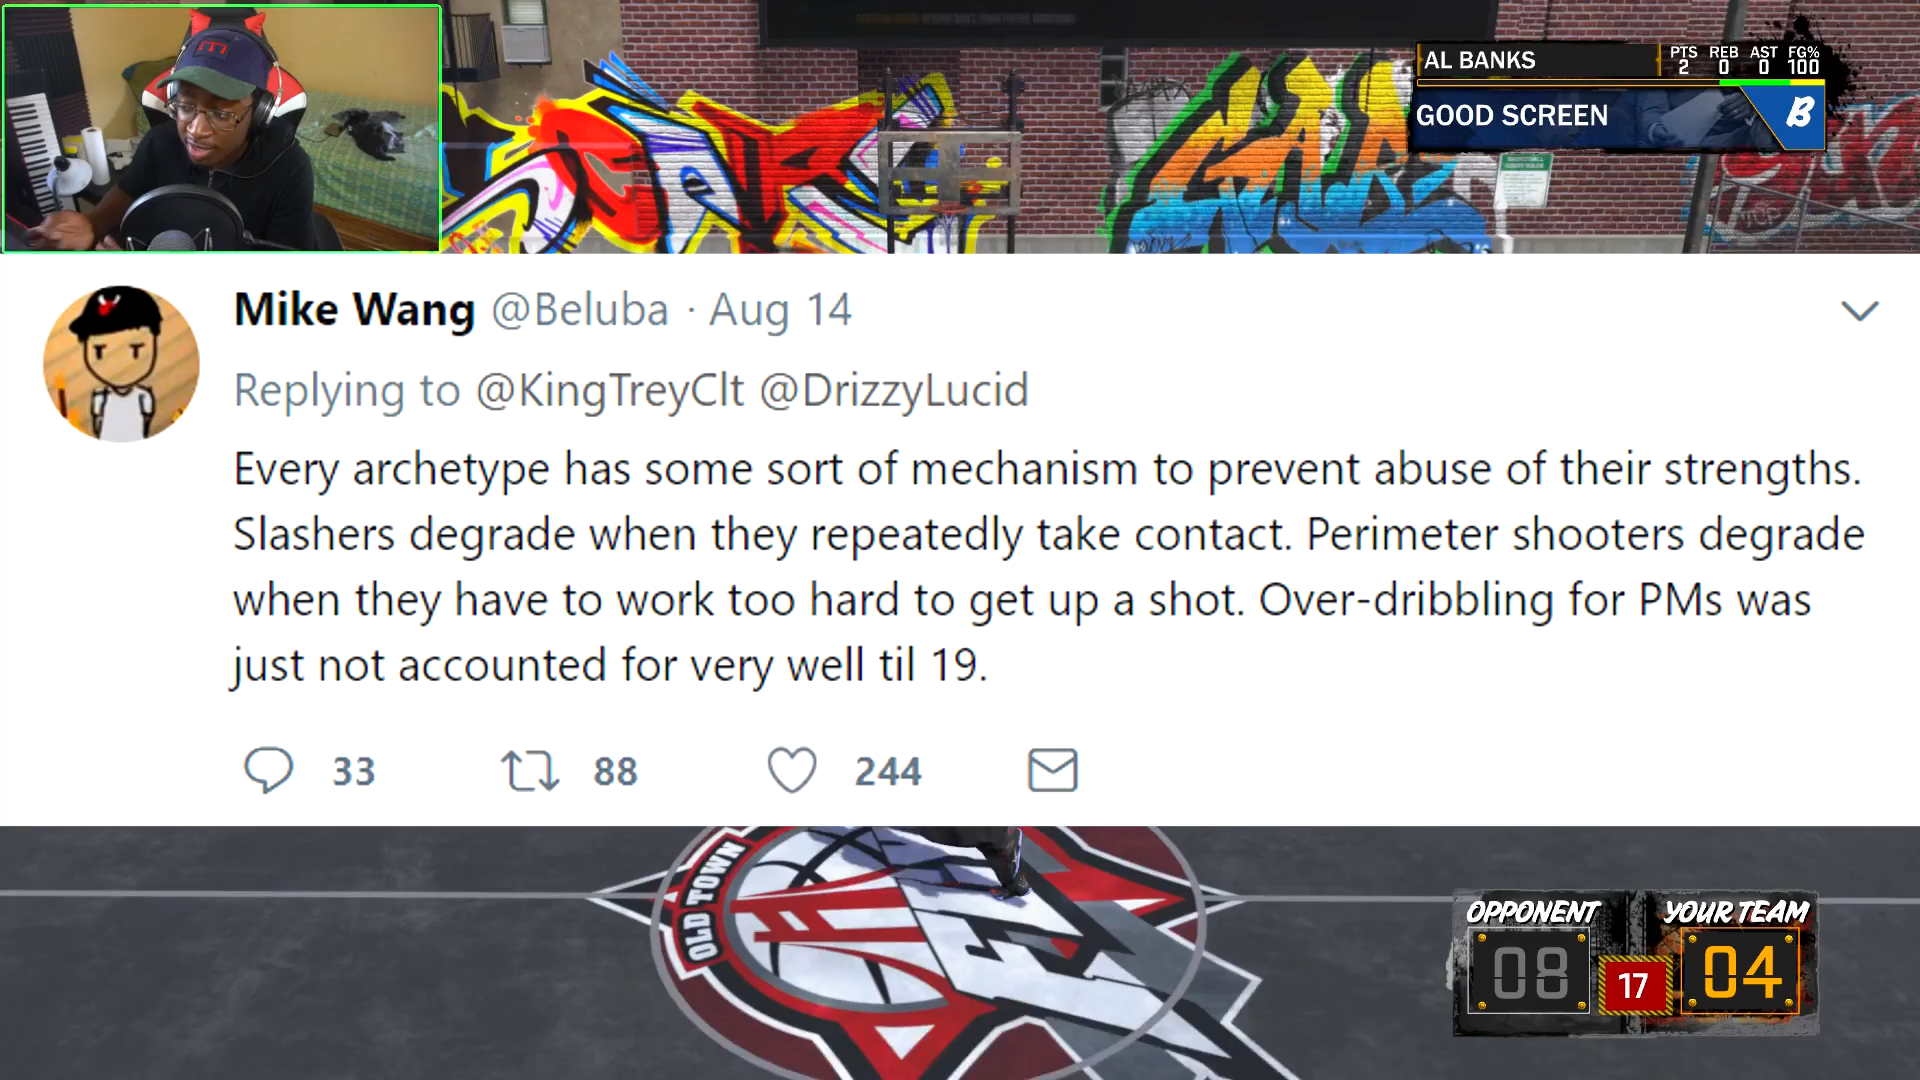 AL BANKS
PTS REB AST FG%
2 0 0 100
GOOD SCREEN
B
Mike Wang @Beluba · Aug 14
Replying to @KingTreyClt @DrizzyLucid
Every archetype has some sort of mechanism to prevent abuse of their strengths.
Slashers degrade when they repeatedly take contact. Perimeter shooters degrade
when they have to work too hard to get up a shot. Over-dribbling for PMs was
just not accounted for very well til 19.
33 88 244
OLD TOWN
OPPONENT YOUR TEAM
08 17 04